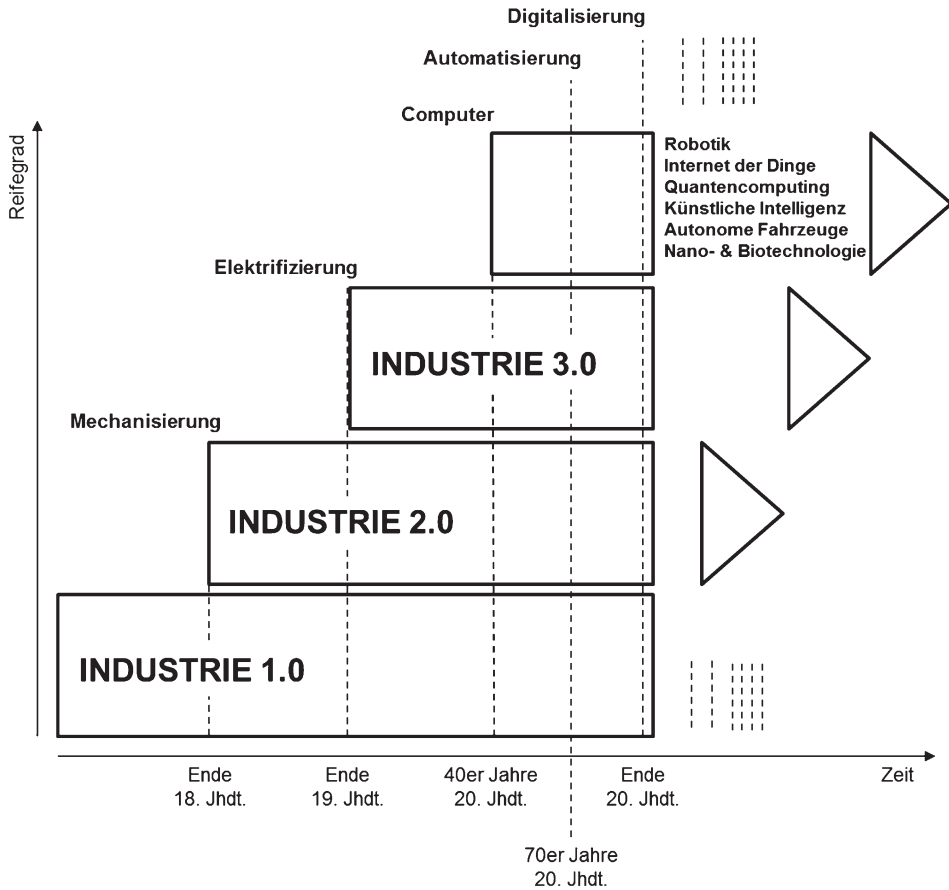 Digitalisierung
Automatisierung
Computer
Reifegrad
Robotik
Internet der Dinge
Quantencomputing
Künstliche Intelligenz
Autonome Fahrzeuge
Nano- & Biotechnologie
Elektrifizierung
INDUSTRIE 3.0
Mechanisierung
INDUSTRIE 2.0
INDUSTRIE 1.0
Ende
18. Jhdt.
Ende
19. Jhdt.
40er Jahre
20. Jhdt.
Ende
20. Jhdt.
Zeit
70er Jahre
20. Jhdt.